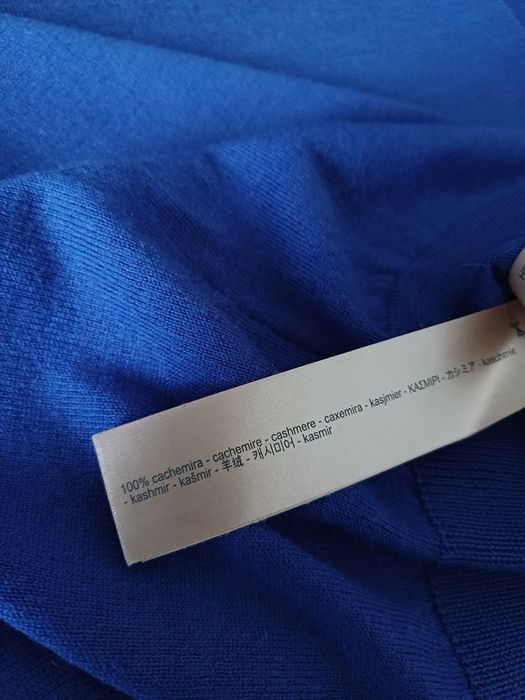 100% cachemira - cachemire - cashmere - caxemira - kasjmier - ΚΑΣΜΙΡΙ - カシミア - kaschmir
- kashmir - kašmir - 羊绒 - 캐시미어 - kasmir